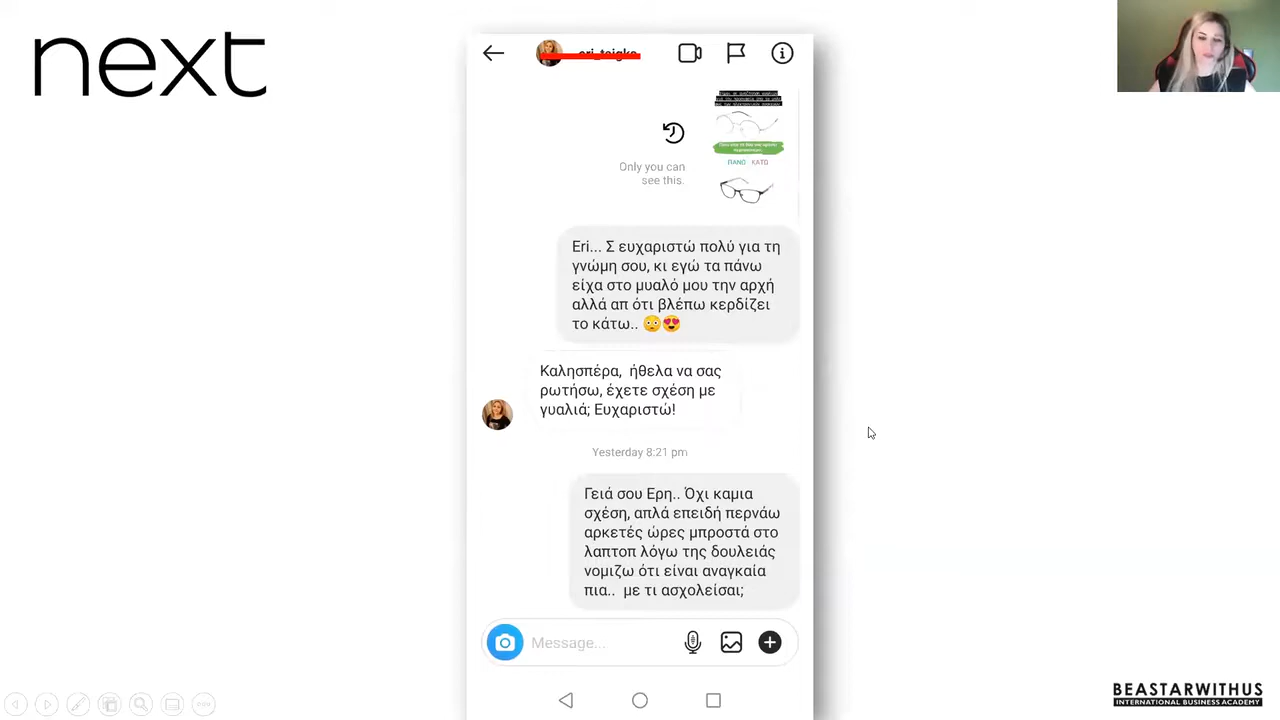 next
Only you can
see this.
ΠΑΝΩ ΚΑΤΩ
Eri... Σ ευχαριστώ πολύ για τη
γνώμη σου, κι εγώ τα πάνω
είχα στο μυαλό μου την αρχή
αλλά απ ότι βλέπω κερδίζει
το κάτω.. 😳😍
Καλησπέρα, ήθελα να σας
ρωτήσω, έχετε σχέση με
γυαλιά; Ευχαριστώ!
Yesterday 8:21 pm
Γειά σου Ερη.. Όχι καμια
σχέση, απλά επειδή περνάω
αρκετές ώρες μπροστά στο
λαπτοπ λόγω της δουλειάς
νομιζω ότι είναι αναγκαία
πια.. με τι ασχολείσαι;
Message...
BEASTARWITHUS
INTERNATIONAL BUSINESS ACADEMY